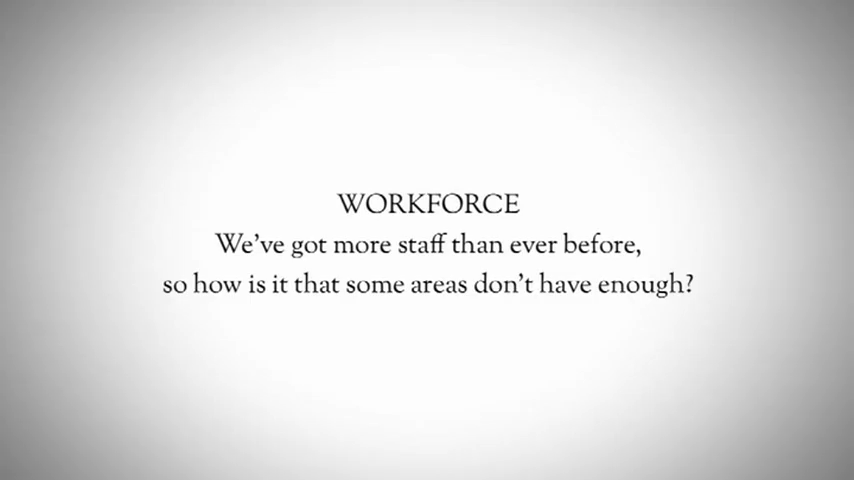 WORKFORCE
We've got more staff than ever before,
so how is it that some areas don't have enough?